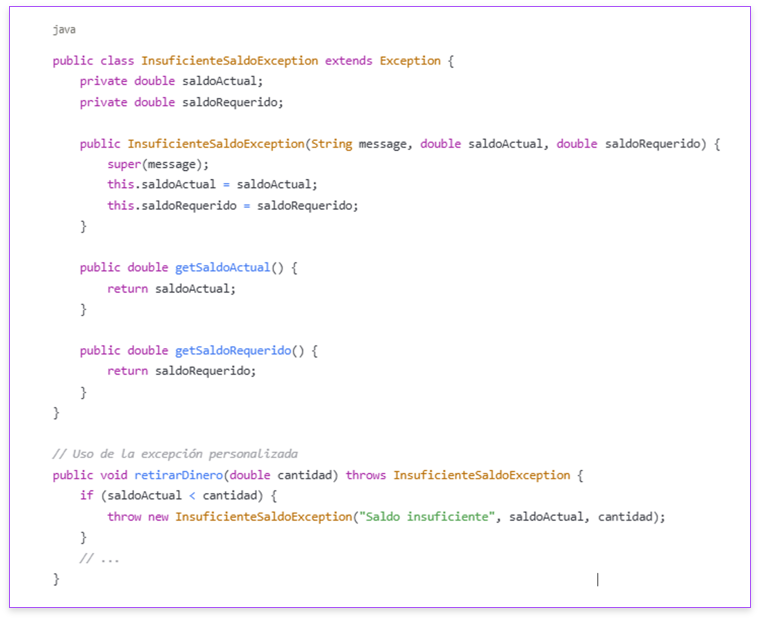 java
public class InsuficienteSaldoException extends Exception {
    private double saldoActual;
    private double saldoRequerido;

    public InsuficienteSaldoException(String message, double saldoActual, double saldoRequerido) {
        super(message);
        this.saldoActual = saldoActual;
        this.saldoRequerido = saldoRequerido;
    }

    public double getSaldoActual() {
        return saldoActual;
    }

    public double getSaldoRequerido() {
        return saldoRequerido;
    }
}

// Uso de la excepción personalizada
public void retirarDinero(double cantidad) throws InsuficienteSaldoException {
    if (saldoActual < cantidad) {
        throw new InsuficienteSaldoException("Saldo insuficiente", saldoActual, cantidad);
    }
    // ...
}